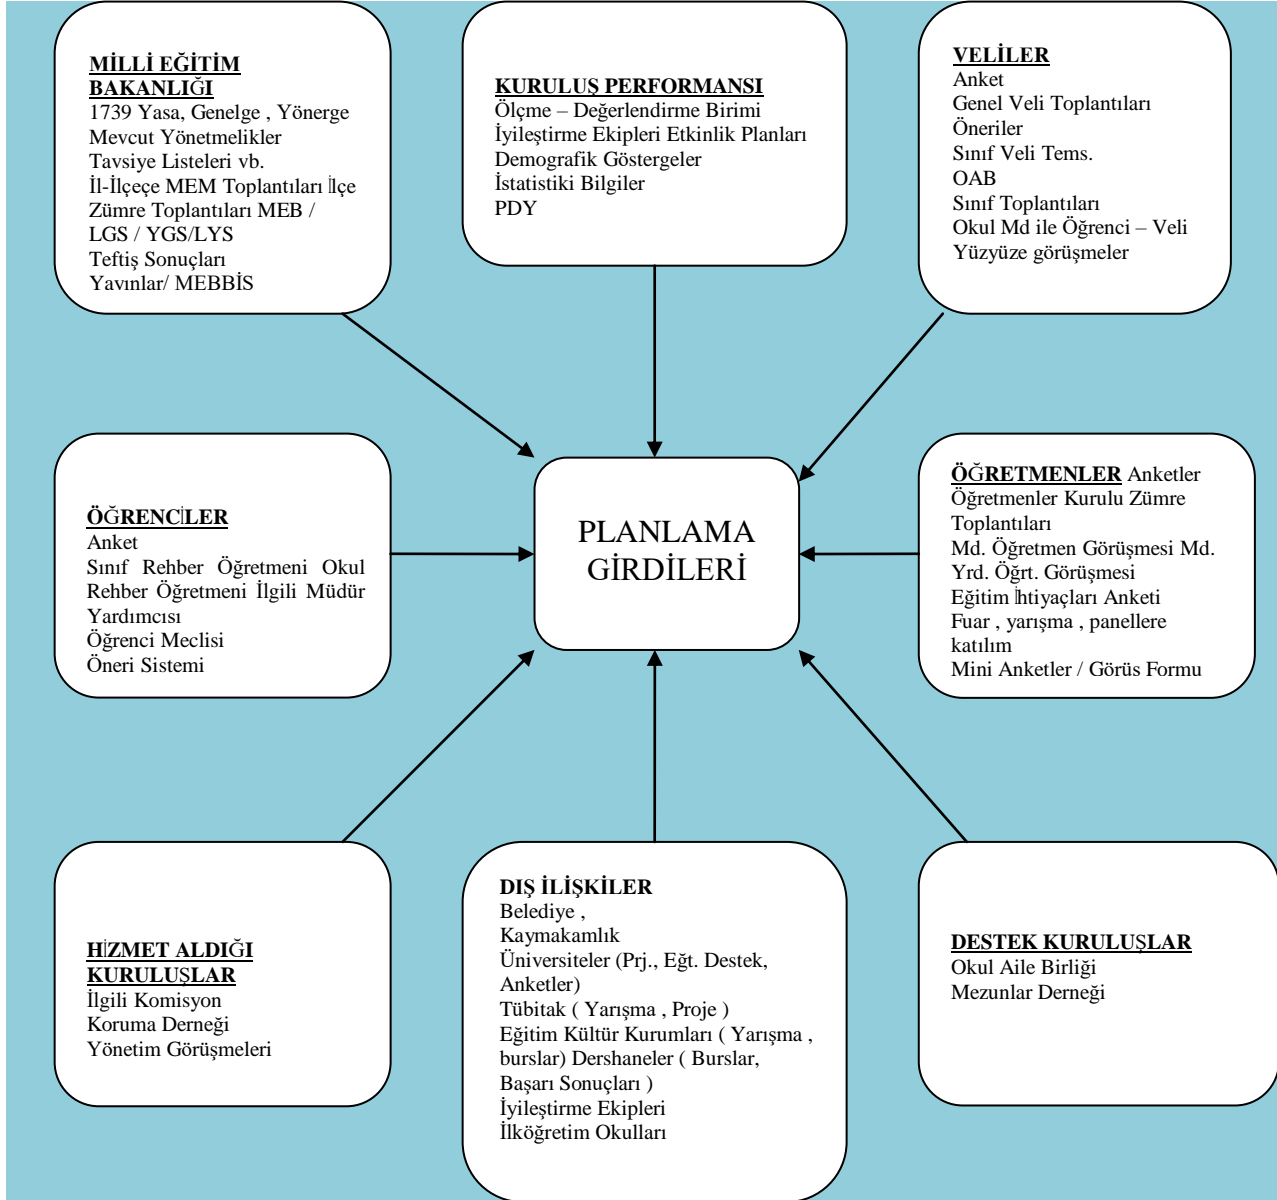 MİLLİ EĞİTİM
BAKANLIĞI
1739 Yasa, Genelge , Yönerge
Mevcut Yönetmelikler
Tavsiye Listeleri vb.
İl-İlçeçe MEM Toplantıları İlçe
Zümre Toplantıları MEB /
LGS / YGS/LYS
Teftiş Sonuçları
Yavınlar/ MEBBİS
KURULUŞ PERFORMANSI
Ölçme – Değerlendirme Birimi
İyileştirme Ekipleri Etkinlik Planları
Demografik Göstergeler
İstatistiki Bilgiler
PDY
VELİLER
Anket
Genel Veli Toplantıları
Öneriler
Sınıf Veli Tems.
OAB
Sınıf Toplantıları
Okul Md ile Öğrenci – Veli
Yüzyüze görüşmeler
ÖĞRENCİLER
Anket
Sınıf Rehber Öğretmeni Okul
Rehber Öğretmeni İlgili Müdür
Yardımcısı
Öğrenci Meclisi
Öneri Sistemi
PLANLAMA
GİRDİLERİ
ÖĞRETMENLER Anketler
Öğretmenler Kurulu Zümre
Toplantıları
Md. Öğretmen Görüşmesi Md.
Yrd. Öğrt. Görüşmesi
Eğitim İhtiyaçları Anketi
Fuar , yarışma , panellere
katılım
Mini Anketler / Görüs Formu
HİZMET ALDIĞI
KURULUŞLAR
İlgili Komisyon
Koruma Derneği
Yönetim Görüşmeleri
DIŞ İLİŞKİLER
Belediye ,
Kaymakamlık
Üniversiteler (Prj., Eğt. Destek,
Anketler)
Tübitak ( Yarışma , Proje )
Eğitim Kültür Kurumları ( Yarışma ,
burslar) Dershaneler ( Burslar,
Başarı Sonuçları )
İyileştirme Ekipleri
İlköğretim Okulları
DESTEK KURULUŞLAR
Okul Aile Birliği
Mezunlar Derneği